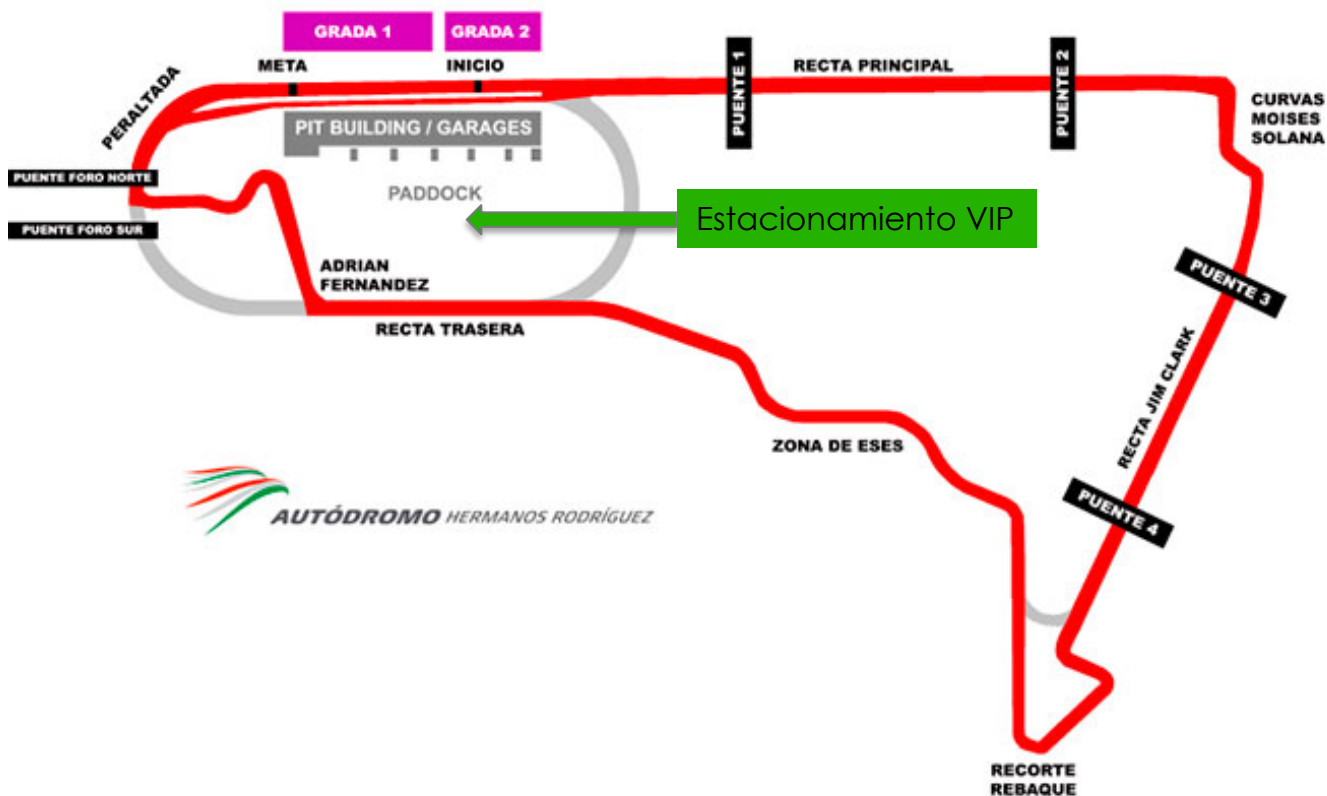 GRADA 1
GRADA 2
META
INICIO
PERALTADA
PUENTE 1
RECTA PRINCIPAL
PUENTE 2
CURVAS
MOISES
SOLANA
PIT BUILDING / GARAGES
PUENTE FORO NORTE
PADDOCK
Estacionamiento VIP
PUENTE FORO SUR
ADRIAN
FERNANDEZ
PUENTE 3
RECTA TRASERA
RECTA JIM CLARK
ZONA DE ESES
PUENTE 4
AUTÓDROMO HERMANOS RODRÍGUEZ
RECORTE
REBAQUE